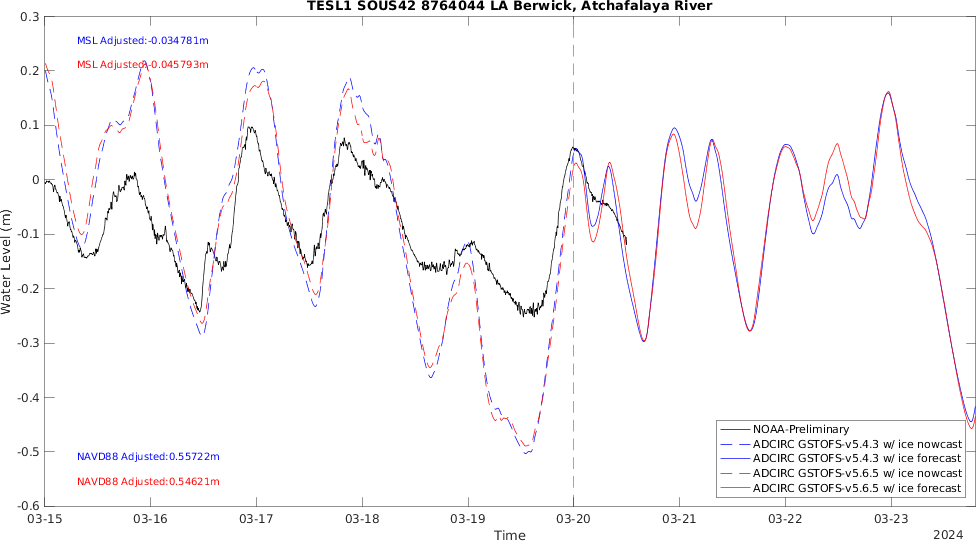 TESL1 SOUS42 8764044 LA Berwick, Atchafalaya River
0.3
MSL Adjusted:-0.034781m
MSL Adjusted:-0.045793m
0.2
0.1
0
-0.1
-0.2
-0.3
-0.4
-0.5
-0.6
Water Level (m)
NAVD88 Adjusted:0.55722m
NAVD88 Adjusted:0.54621m
NOAA-Preliminary
ADCIRC GSTOFS-v5.4.3 w/ ice nowcast
ADCIRC GSTOFS-v5.4.3 w/ ice forecast
ADCIRC GSTOFS-v5.6.5 w/ ice nowcast
ADCIRC GSTOFS-v5.6.5 w/ ice forecast
03-15 03-16 03-17 03-18 03-19 03-20 03-21 03-22 03-23
Time
2024